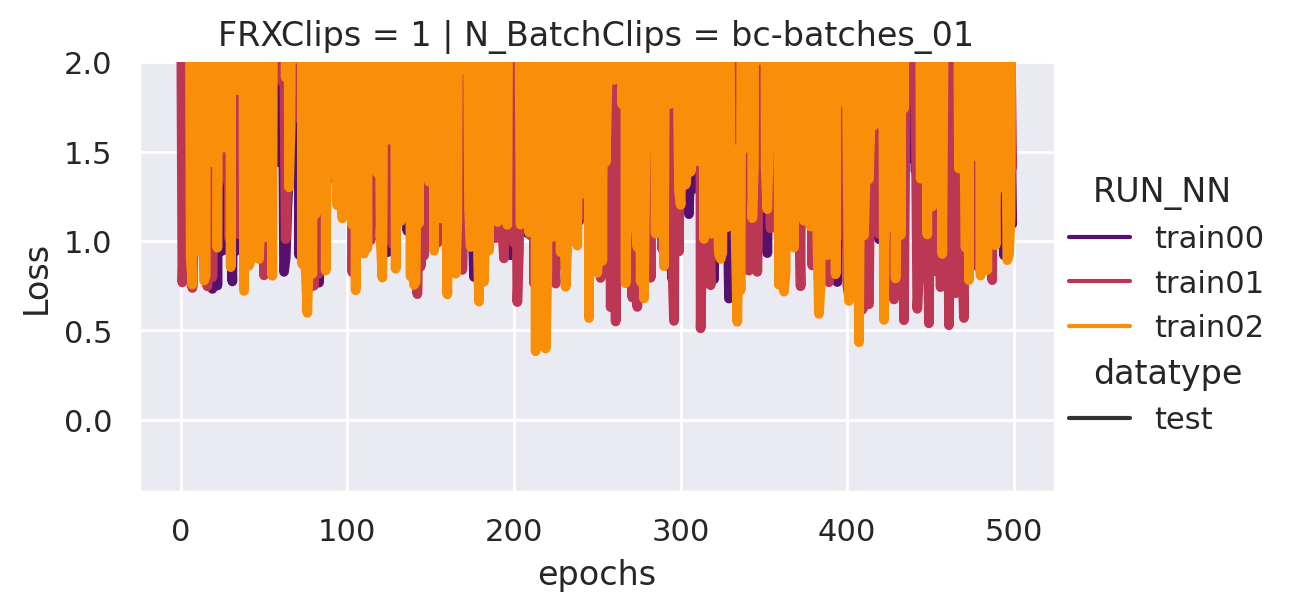 FRXClips = 1 | N_BatchClips = bc-batches_01
2.0
1.5
1.0
0.5
0.0
Loss
0 100 200 300 400 500
epochs
RUN_NN
train00
train01
train02
datatype
test